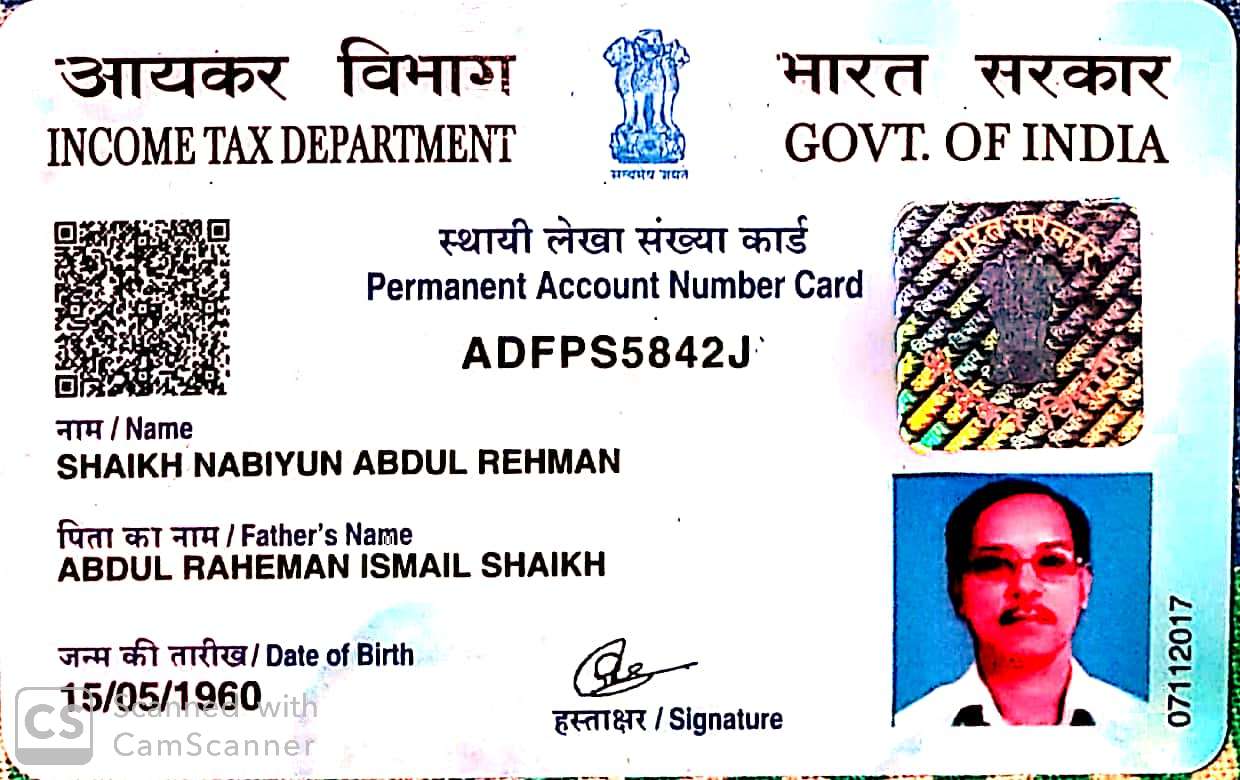 आयकर विभाग
INCOME TAX DEPARTMENT
सत्यमेव जयते
भारत सरकार
GOVT. OF INDIA
स्थायी लेखा संख्या कार्ड
Permanent Account Number Card
ADFPS5842J
भारत सरकार
आयकर विभाग
नाम / Name
SHAIKH NABIYUN ABDUL REHMAN
पिता का नाम / Father's Name
ABDUL RAHEMAN ISMAIL SHAIKH
जन्म की तारीख / Date of Birth
15/05/1960
हस्ताक्षर / Signature
07112017
CS Scanned with
CamScanner